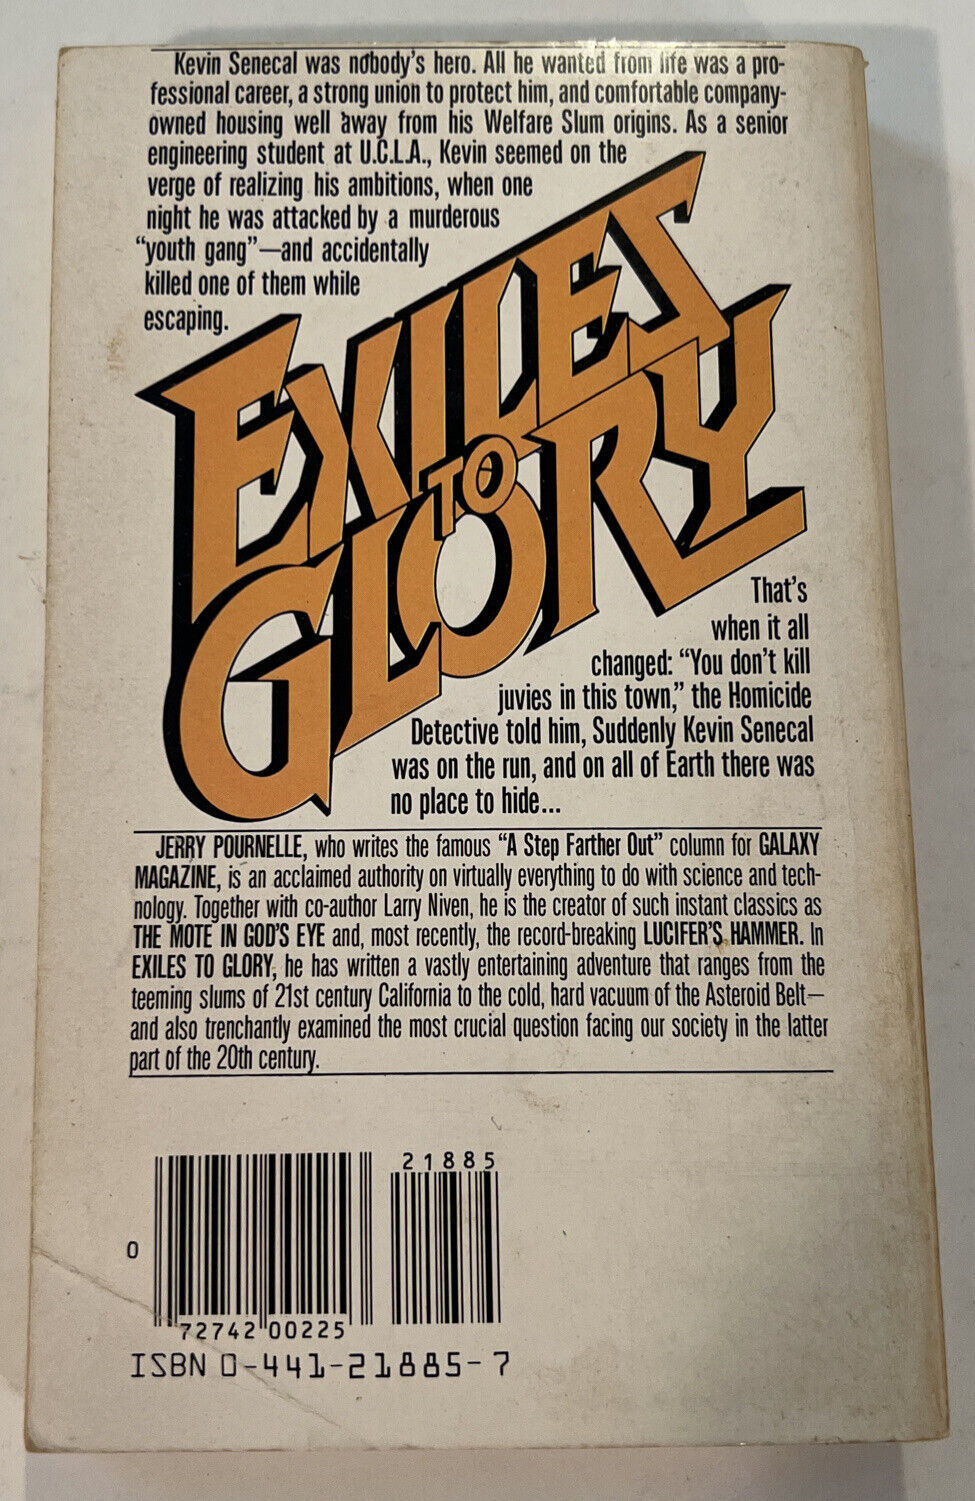 Kevin Senecal was nobody's hero. All he wanted from life was a pro-
fessional career, a strong union to protect him, and comfortable company-
owned housing well away from his Welfare Slum origins. As a senior
engineering student at U.C.L.A., Kevin seemed on the
verge of realizing his ambitions, when one
night he was attacked by a murderous
“youth gang”—and accidentally
killed one of them while
escaping.
EXILES
TO
GLORY
That's
when it all
changed: “You don't kill
juvies in this town,” the Homicide
Detective told him, Suddenly Kevin Senecal
was on the run, and on all of Earth there was
no place to hide...
JERRY POURNELLE, who writes the famous “A Step Farther Out” column for GALAXY
MAGAZINE, is an acclaimed authority on virtually everything to do with science and tech-
nology. Together with co-author Larry Niven, he is the creator of such instant classics as
THE MOTE IN GOD'S EYE and, most recently, the record-breaking LUCIFER'S HAMMER. In
EXILES TO GLORY, he has written a vastly entertaining adventure that ranges from the
teeming slums of 21st century California to the cold, hard vacuum of the Asteroid Belt—
and also trenchantly examined the most crucial question facing our society in the latter
part of the 20th century.
21885
0
72742 00225
ISBN 0-441-21885-7